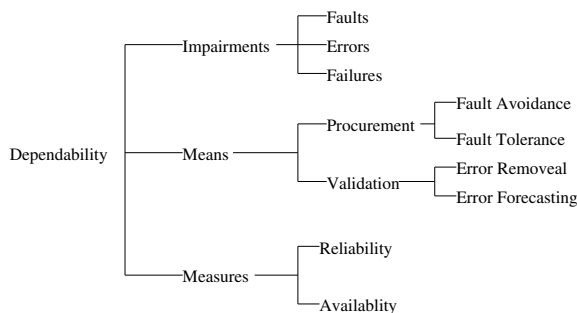 Faults
Impairments
Errors
Failures
Fault Avoidance
Procurement
Fault Tolerance
Dependability
Means
Error Removeal
Validation
Error Forecasting
Reliability
Measures
Availablity